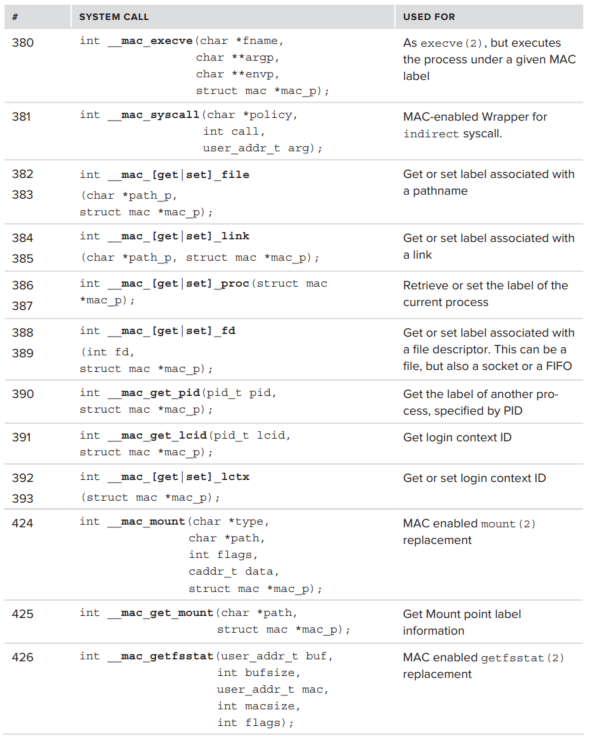 # SYSTEM CALL USED FOR
380 int __mac_execve(char *fname, As execve(2), but executes
char **argp, the process under a given MAC
char **envp, label
struct mac *mac_p);
381 int __mac_syscall(char *policy, MAC-enabled Wrapper for
int call, indirect syscall.
user_addr_t arg);
382 int __mac_[get|set]_file Get or set label associated with
383 (char *path_p, a pathname
struct mac *mac_p);
384 int __mac_[get|set]_link Get or set label associated with
385 (char *path_p, struct mac *mac_p); a link
386 int __mac_[get|set]_proc(struct mac Retrieve or set the label of the
387 *mac_p); current process
388 int __mac_[get|set]_fd Get or set label associated with
389 (int fd, a file descriptor. This can be a
struct mac *mac_p); file, but also a socket or a FIFO
390 int __mac_get_pid(pid_t pid, Get the label of another pro-
struct mac *mac_p); cess, specified by PID
391 int __mac_get_lcid(pid_t lcid, Get login context ID
struct mac *mac_p);
392 int __mac_[get|set]_lctx Get or set login context ID
393 (struct mac *mac_p);
424 int __mac_mount(char *type, MAC enabled mount(2)
char *path, replacement
int flags,
caddr_t data,
struct mac *mac_p);
425 int __mac_get_mount(char *path, Get Mount point label
struct mac *mac_p); information
426 int __mac_getfsstat(user_addr_t buf, MAC enabled getfsstat(2)
int bufsize, replacement
user_addr_t mac,
int macsize,
int flags);